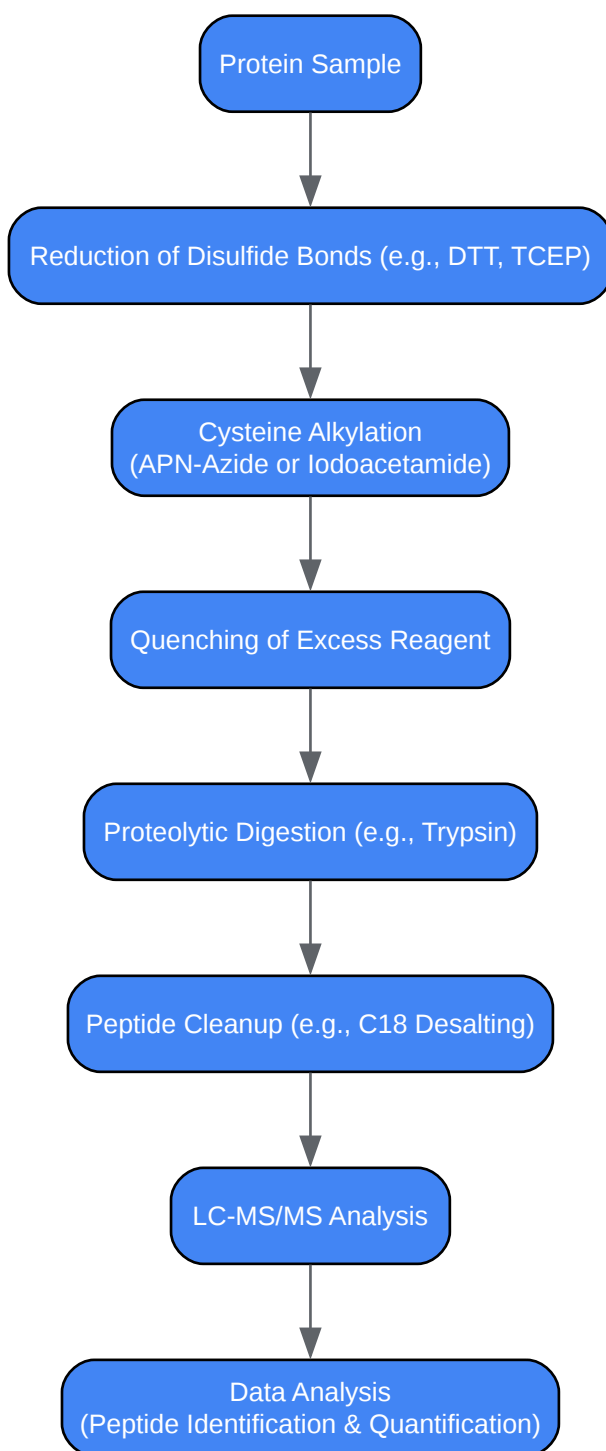 Protein Sample
Reduction of Disulfide Bonds (e.g., DTT, TCEP)
Cysteine Alkylation
(APN-Azide or Iodoacetamide)
Quenching of Excess Reagent
Proteolytic Digestion (e.g., Trypsin)
Peptide Cleanup (e.g., C18 Desalting)
LC-MS/MS Analysis
Data Analysis
(Peptide Identification & Quantification)